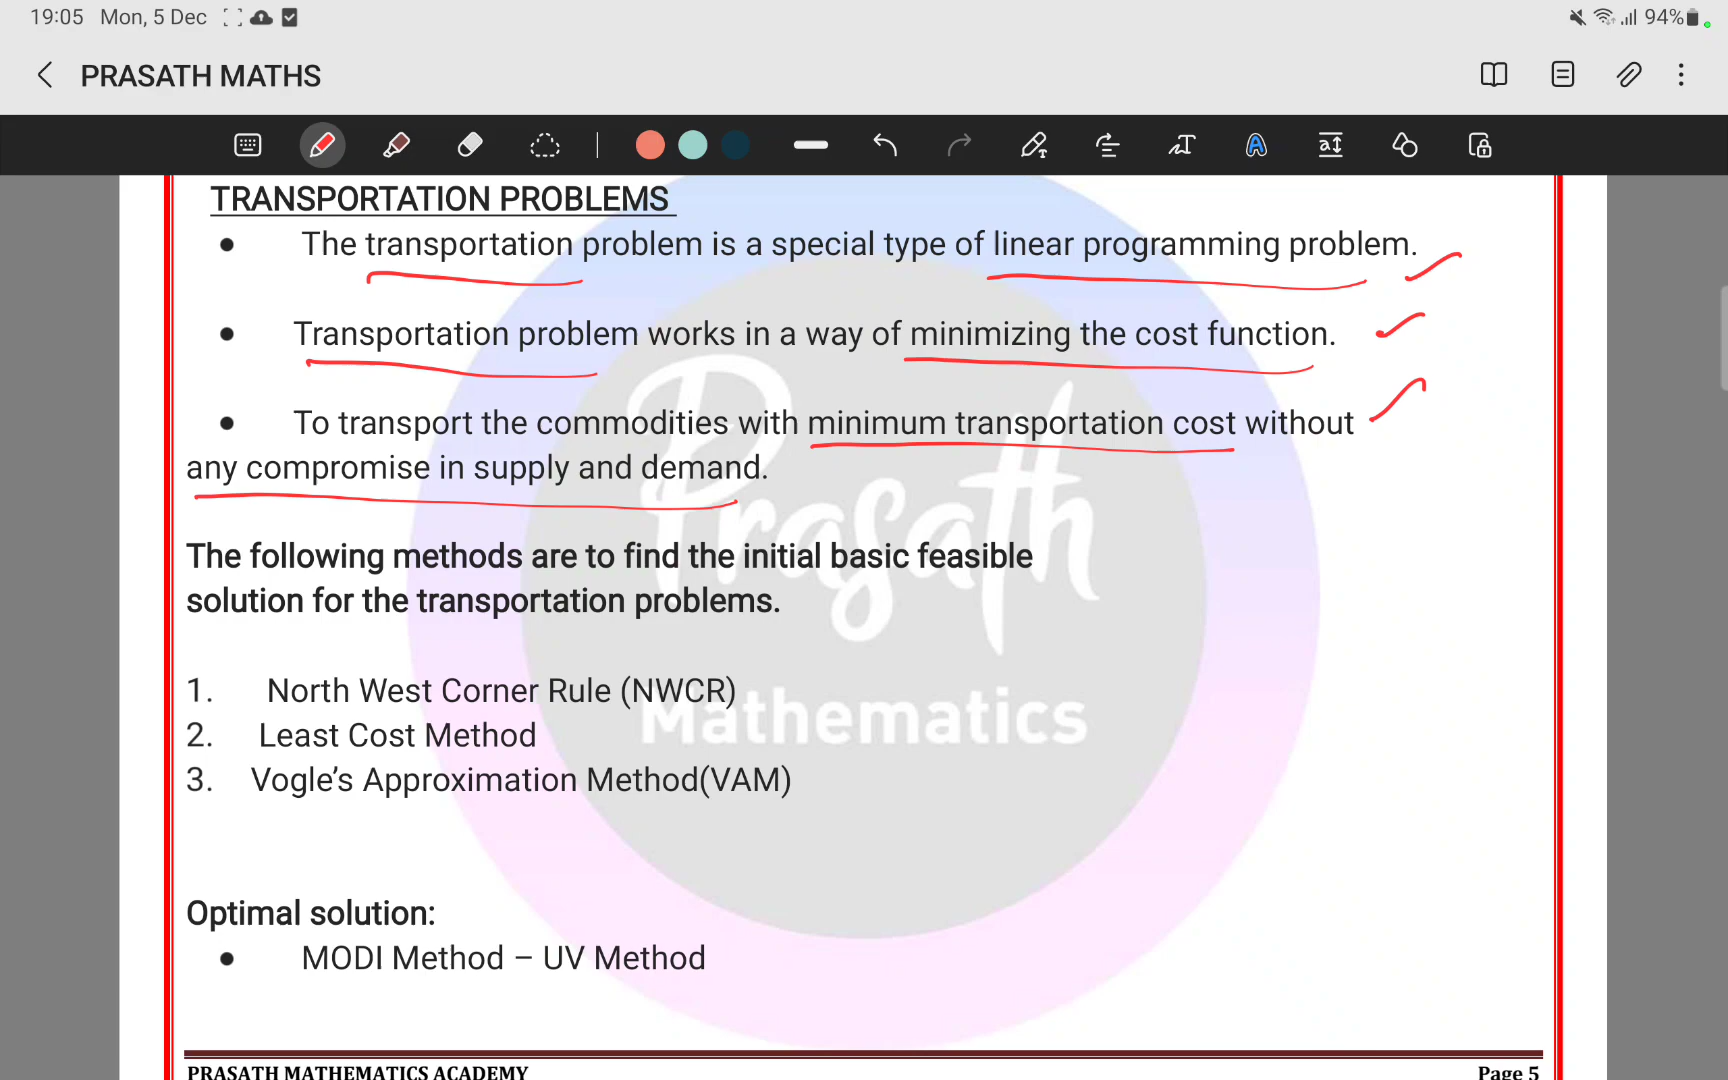 19:05 Mon, 5 Dec
94%
PRASATH MATHS
TRANSPORTATION PROBLEMS
• The transportation problem is a special type of linear programming problem.
• Transportation problem works in a way of minimizing the cost function.
• To transport the commodities with minimum transportation cost without
any compromise in supply and demand.
The following methods are to find the initial basic feasible
solution for the transportation problems.
1. North West Corner Rule (NWCR)
2. Least Cost Method
3. Vogle's Approximation Method(VAM)
Optimal solution:
• MODI Method – UV Method
Prasath
Mathematics
PRASATH MATHEMATICS ACADEMY
Page 5